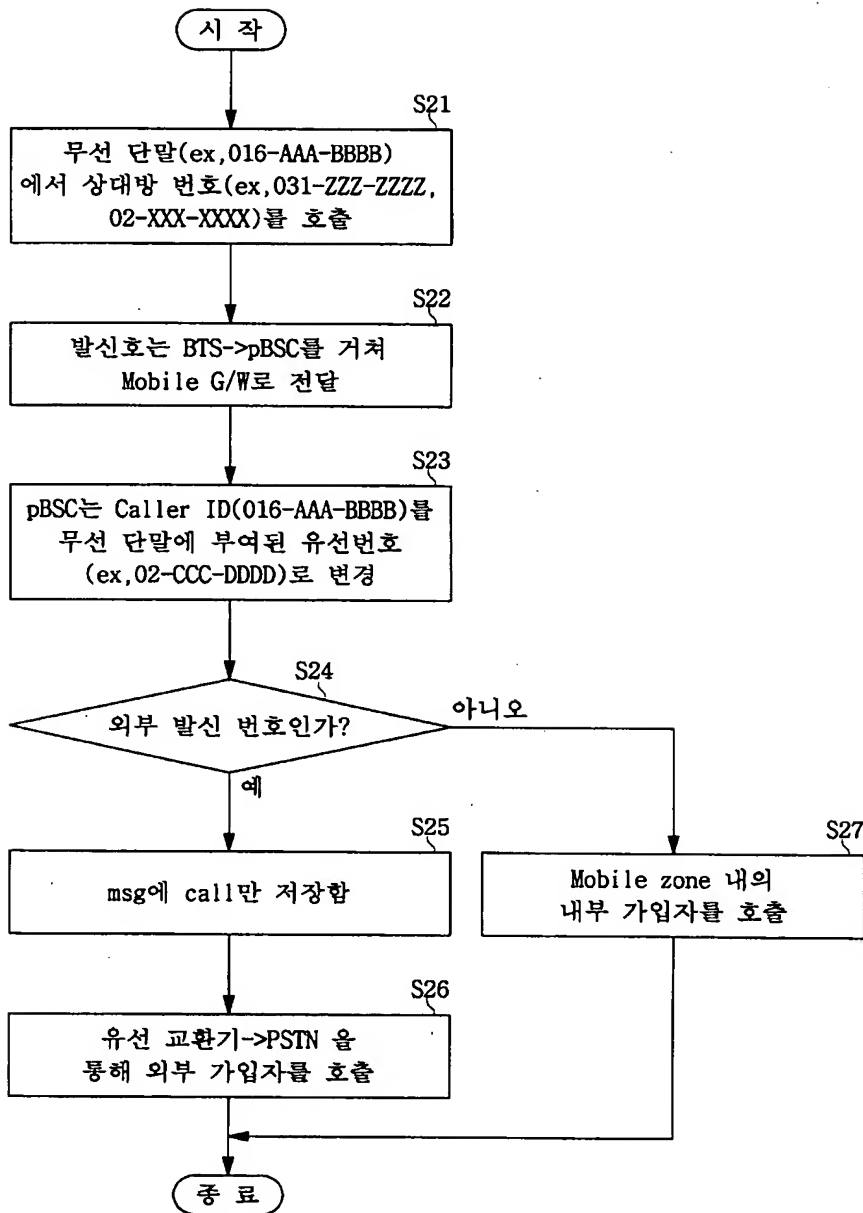 시 작
S21
무선 단말(ex,016-AAA-BBBB)
에서 상대방 번호(ex,031-ZZZ-ZZZZ,
02-XXX-XXXX)를 호출
S22
발신호는 BTS->pBSC를 거쳐
Mobile G/W로 전달
S23
pBSC는 Caller ID(016-AAA-BBBB)를
무선 단말에 부여된 유선번호
(ex,02-CCC-DDDD)로 변경
S24
외부 발신 번호인가?
아니오
예
S25
msg에 call만 저장함
S27
Mobile zone 내의
내부 가입자를 호출
S26
유선 교환기->PSTN 을
통해 외부 가입자를 호출
종 료